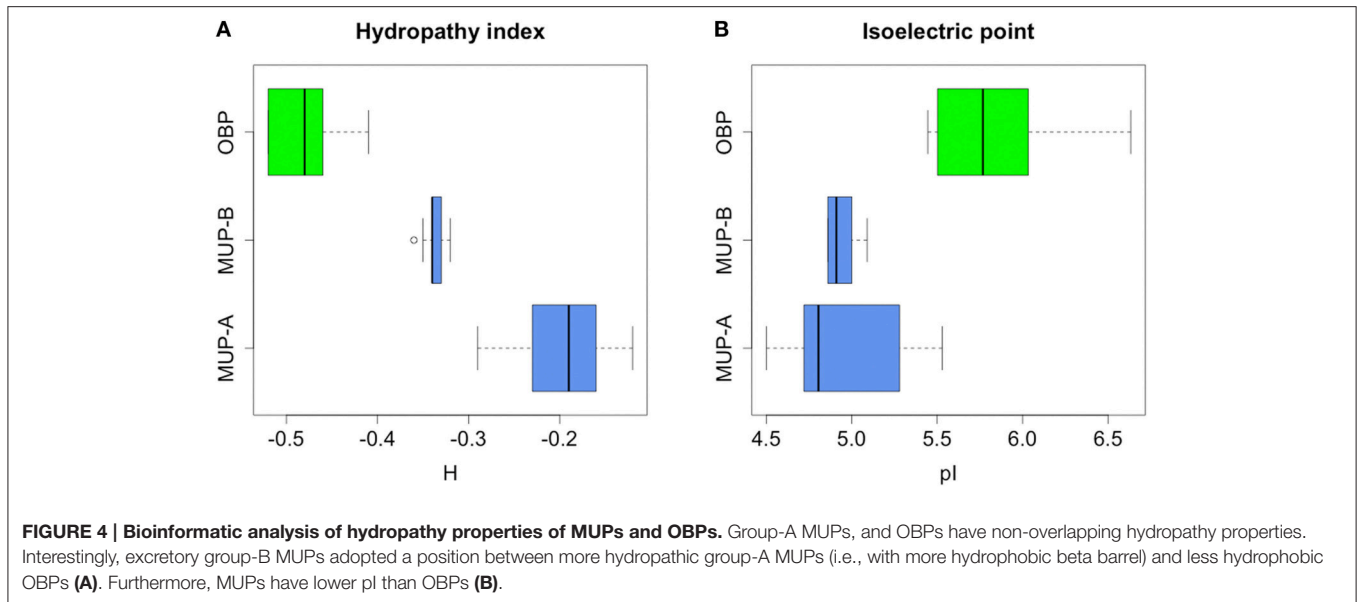 A Hydropathy index
B Isoelectric point
OBP
MUP-B
MUP-A
-0.5 -0.4 -0.3 -0.2
H
OBP
MUP-B
MUP-A
4.5 5.0 5.5 6.0 6.5
pI
FIGURE 4 | Bioinformatic analysis of hydropathy properties of MUPs and OBPs. Group-A MUPs, and OBPs have non-overlapping hydropathy properties.
Interestingly, excretory group-B MUPs adopted a position between more hydropathic group-A MUPs (i.e., with more hydrophobic beta barrel) and less hydrophobic
OBPs (A). Furthermore, MUPs have lower pI than OBPs (B).